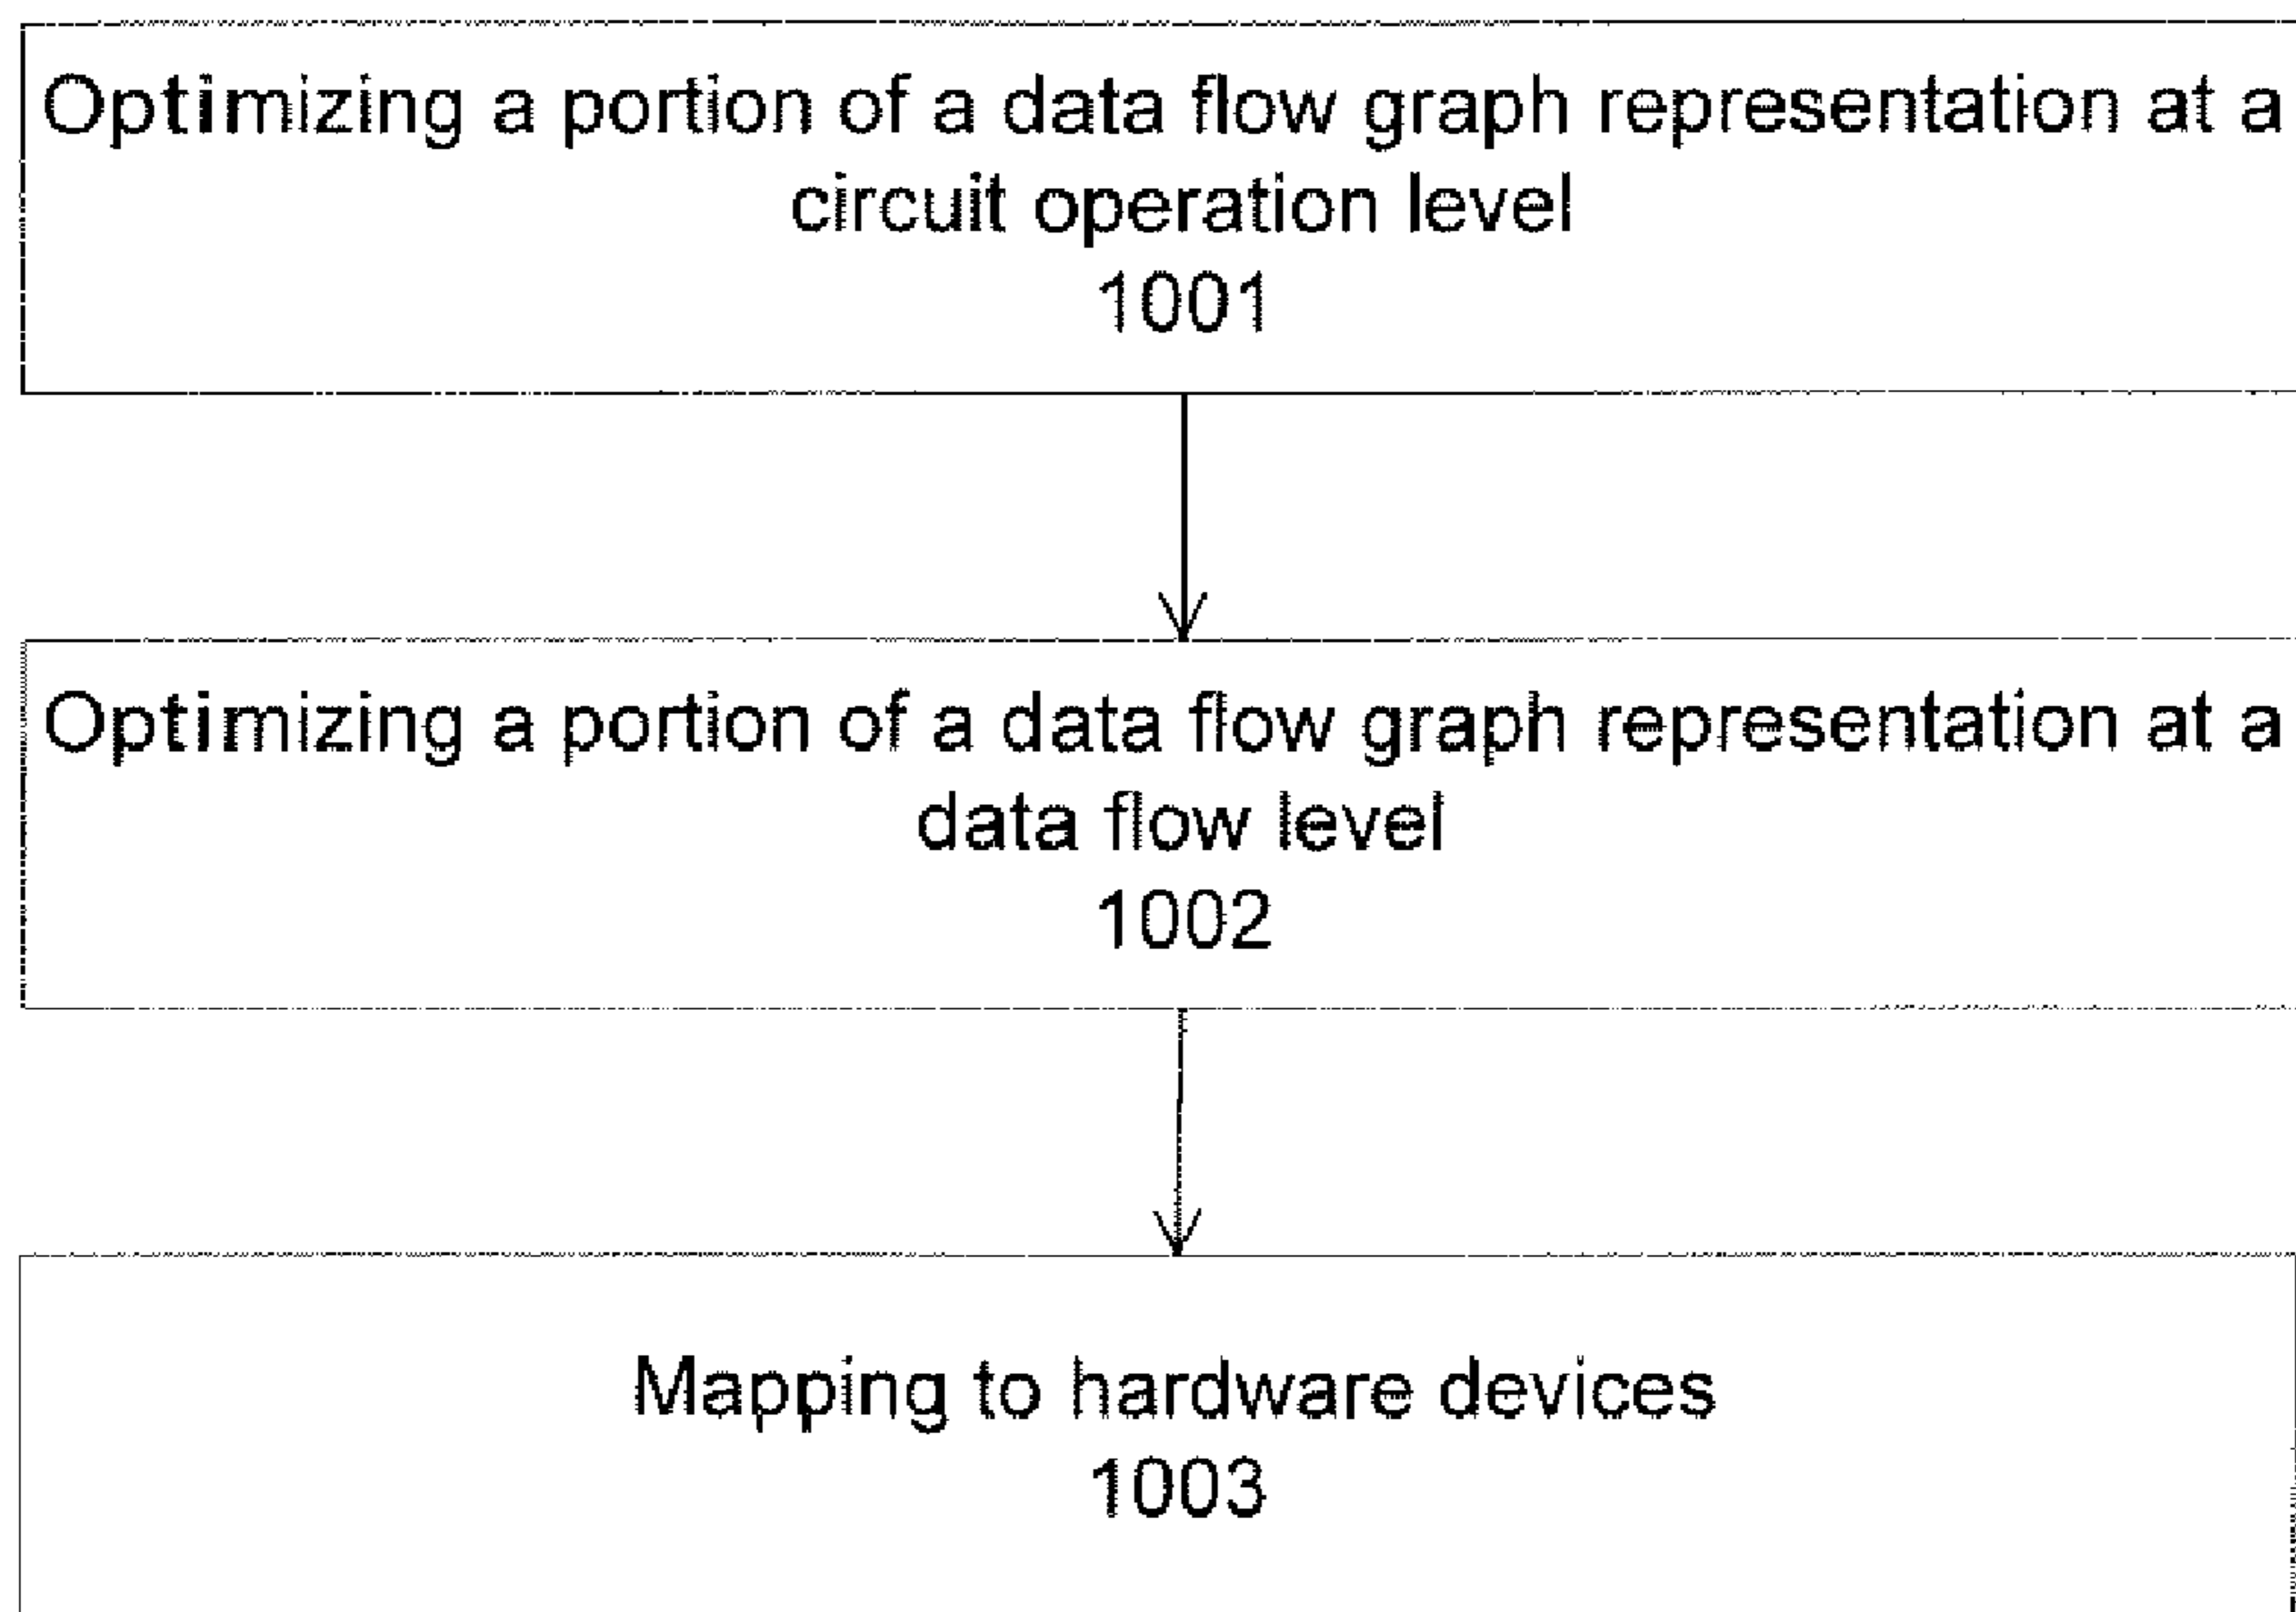 Optimizing a portion of a data flow graph representation at a
circuit operation level
1001
Optimizing a portion of a data flow graph representation at a
data flow level
1002
Mapping to hardware devices
1003